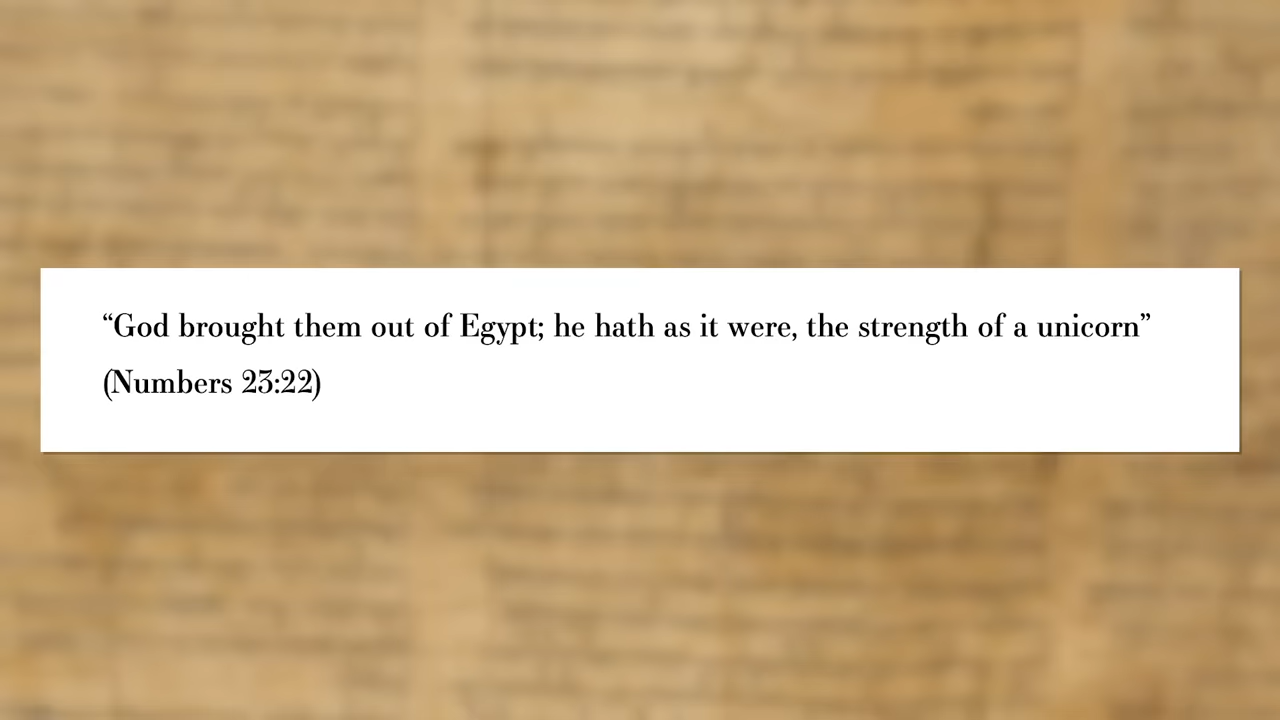 “God brought them out of Egypt; he hath as it were, the strength of a unicorn”
(Numbers 23:22)